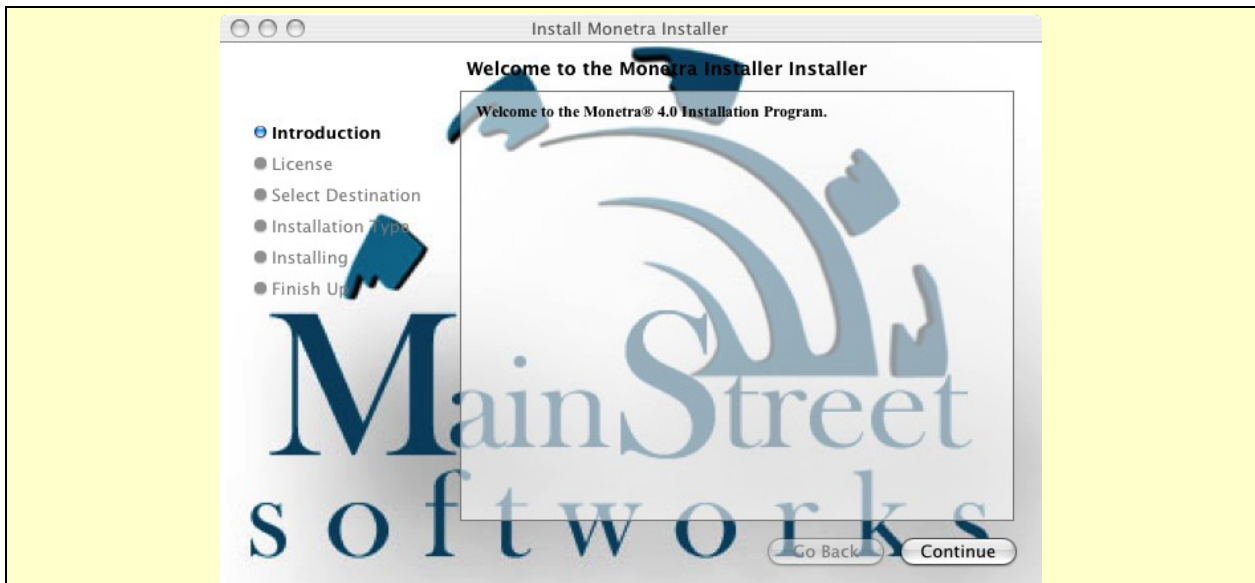 Install Monetra Installer
Welcome to the Monetra Installer Installer
Welcome to the Monetra® 4.0 Installation Program.
Introduction
License
Select Destination
Installation Type
Installing
Finish Up
MainStreet
softworks
Go Back
Continue